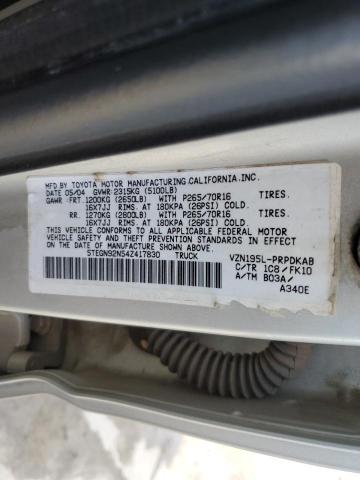 MFD BY TOYOTA MOTOR MANUFACTURING CALIFORNIA.INC.
DATE 05/04 GVWR 2315KG (5100LB)
GAWR:FRT. 1200KG (2650LB) WITH P265/70R16 TIRES.
16X7JJ RIMS. AT 180KPA (26PSI) COLD.
RR. 1270KG (2800LB) WITH P265/70R16 TIRES.
16X7JJ RIMS. AT 180KPA (26PSI) COLD.
THIS VEHICLE CONFORMS TO ALL APPLICABLE FEDERAL MOTOR
VEHICLE SAFETY STANDARDS IN EFFECT ON THE DATE OF
MANUFACTURE SHOWN ABOVE.
5TEGN92N54Z417830 TRUCK
VZN195L-PRPDKAB
C/TR 1C8 /FK10
A/TM B03A/
A340E